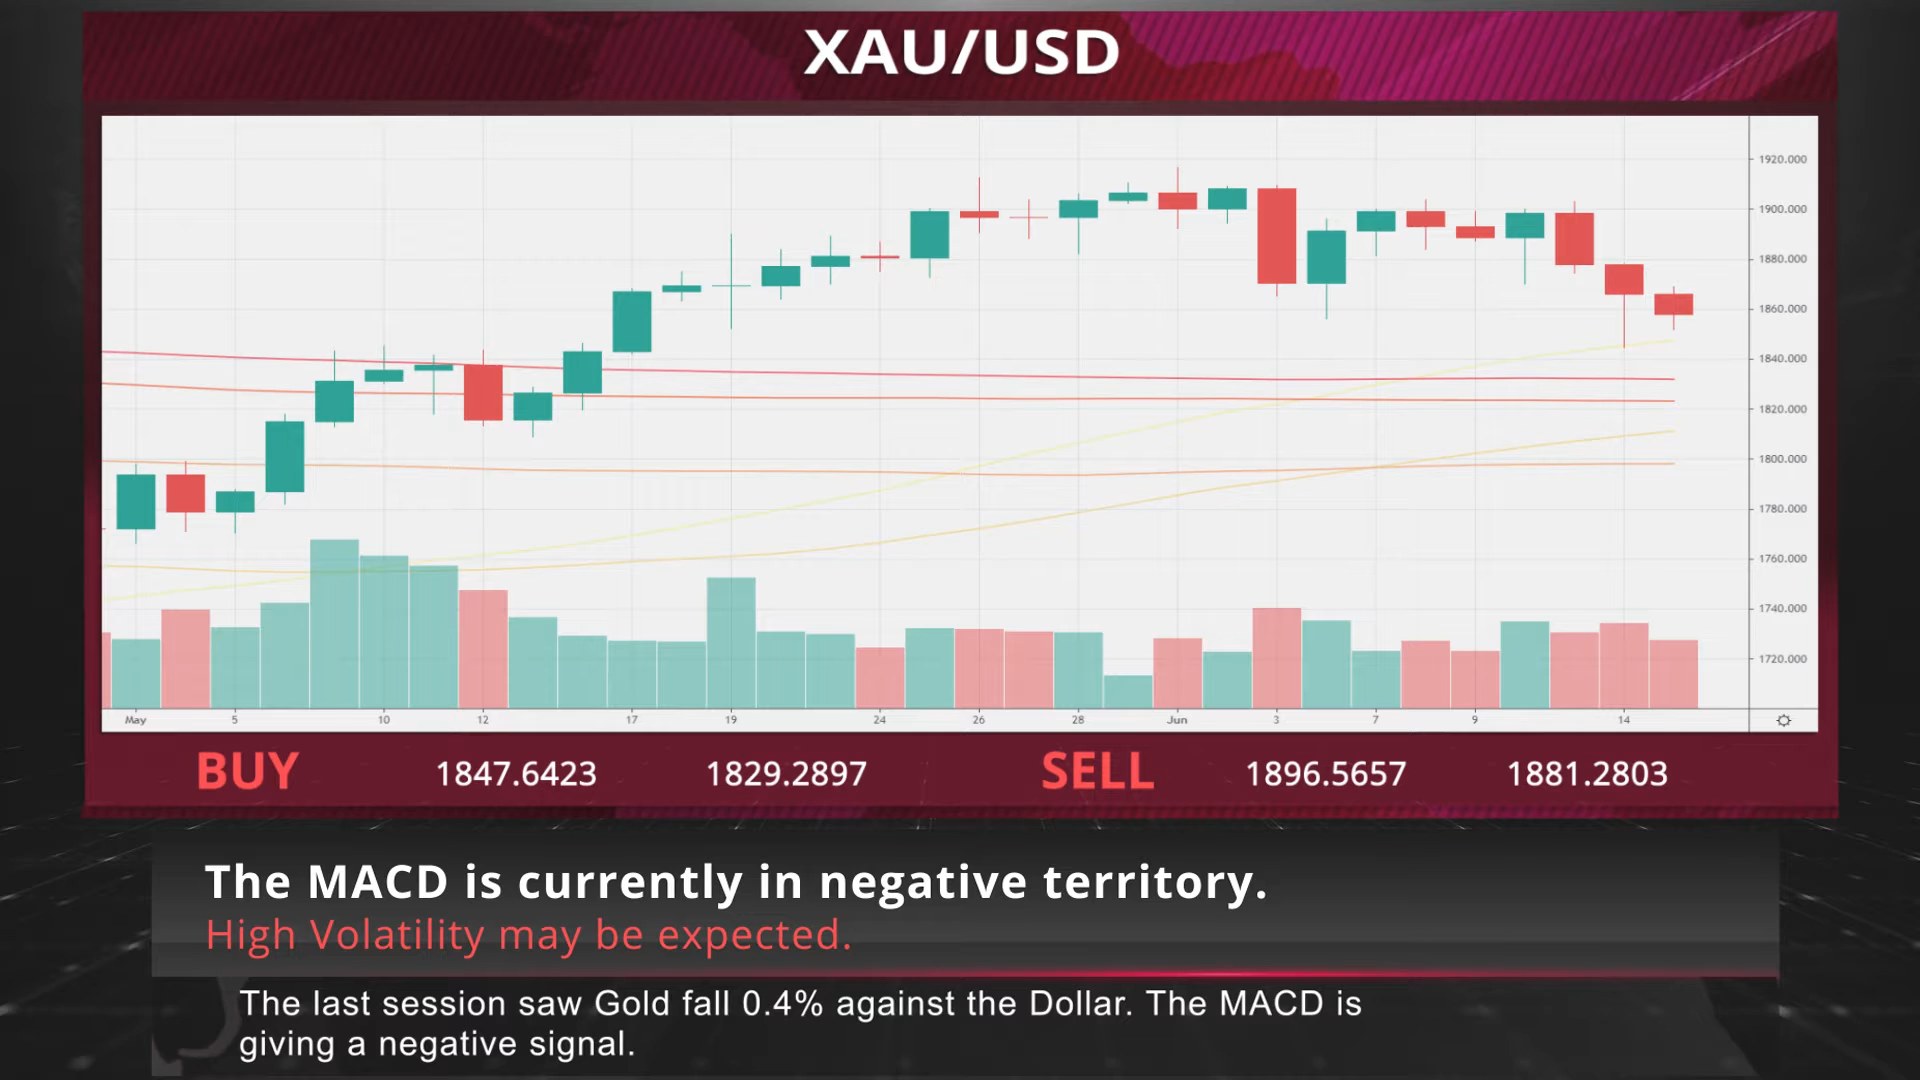 XAU/USD
1920.000
1900.000
1880.000
1860.000
1840.000
1820.000
1800.000
1780.000
1760.000
1740.000
1720.000
May 5 10 12 17 19 24 26 28 Jun 3 7 9 14
BUY 1847.6423 1829.2897 SELL 1896.5657 1881.2803
The MACD is currently in negative territory.
High Volatility may be expected.
The last session saw Gold fall 0.4% against the Dollar. The MACD is
giving a negative signal.